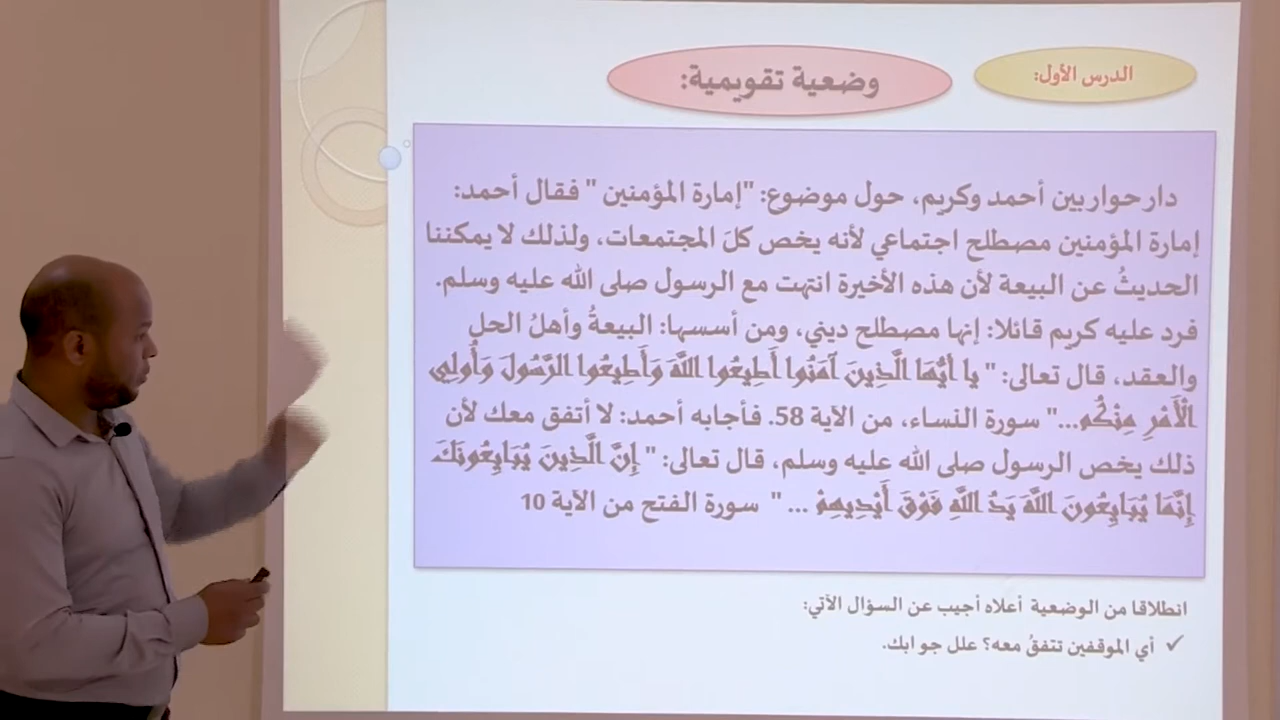 الدرس الأول:
وضعية تقويمية:
دار حوار بين أحمد وكريم، حول موضوع: "إمارة المؤمنين " فقال أحمد:
إمارة المؤمنين مصطلح اجتماعي لأنه يخص كلَ المجتمعات، ولذلك لا يمكننا
الحديثُ عن البيعة لأن هذه الأخيرة انتهت مع الرسول صلى الله عليه وسلم.
فرد عليه كريم قائلا: إنها مصطلح ديني، ومن أسسها: البيعةُ وأهلُ الحل
والعقد، قال تعالى: " يا أَيُّهَا الَّذِينَ آمَنُوا أَطِيعُوا اللَّهَ وَأَطِيعُوا الرَّسُولَ وَأُولِي
الْأَمْرِ مِنْكُم..." سورة النساء، من الآية 58. فأجابه أحمد: لا أتفق معك لأن
ذلك يخص الرسول صلى الله عليه وسلم، قال تعالى: " إِنَّ الَّذِينَ يُبَايِعُونَكَ
إِنَّمَا يُبَايِعُونَ اللَّهَ يَدُ اللَّهِ فَوْقَ أَيْدِيهِمْ ... " سورة الفتح من الآية 10
انطلاقا من الوضعية أعلاه أجيب عن السؤال الآتي:
✓ أي الموقفين تتفقُ معه؟ علل جوابك.